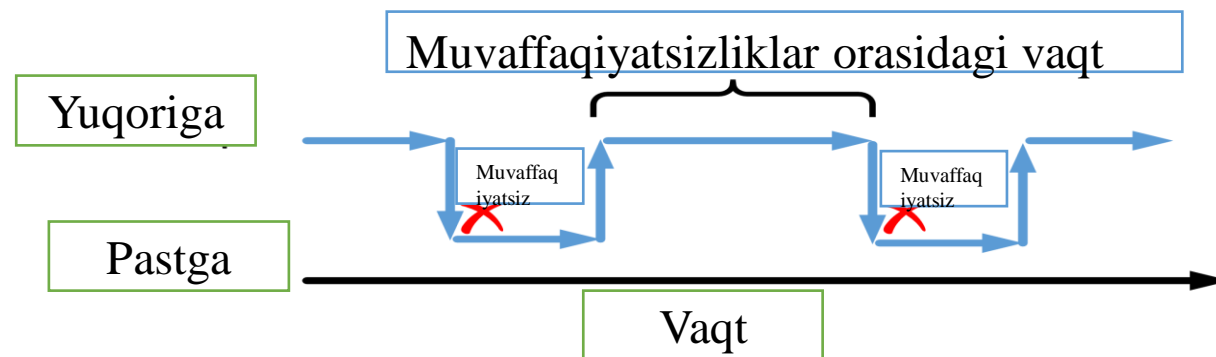 Muvaffaqiyatsizliklar orasidagi vaqt
Yuqoriga
Muvaffaq
iyatsiz
Muvaffaq
iyatsiz
Pastga
Vaqt